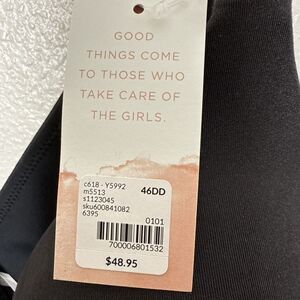 GOOD
THINGS COME
TO THOSE WHO
TAKE CARE OF
THE GIRLS.
c618 - Y5992
46DD
m5513
s1123045
sku600841082
6395
0101
700006801532
$48.95